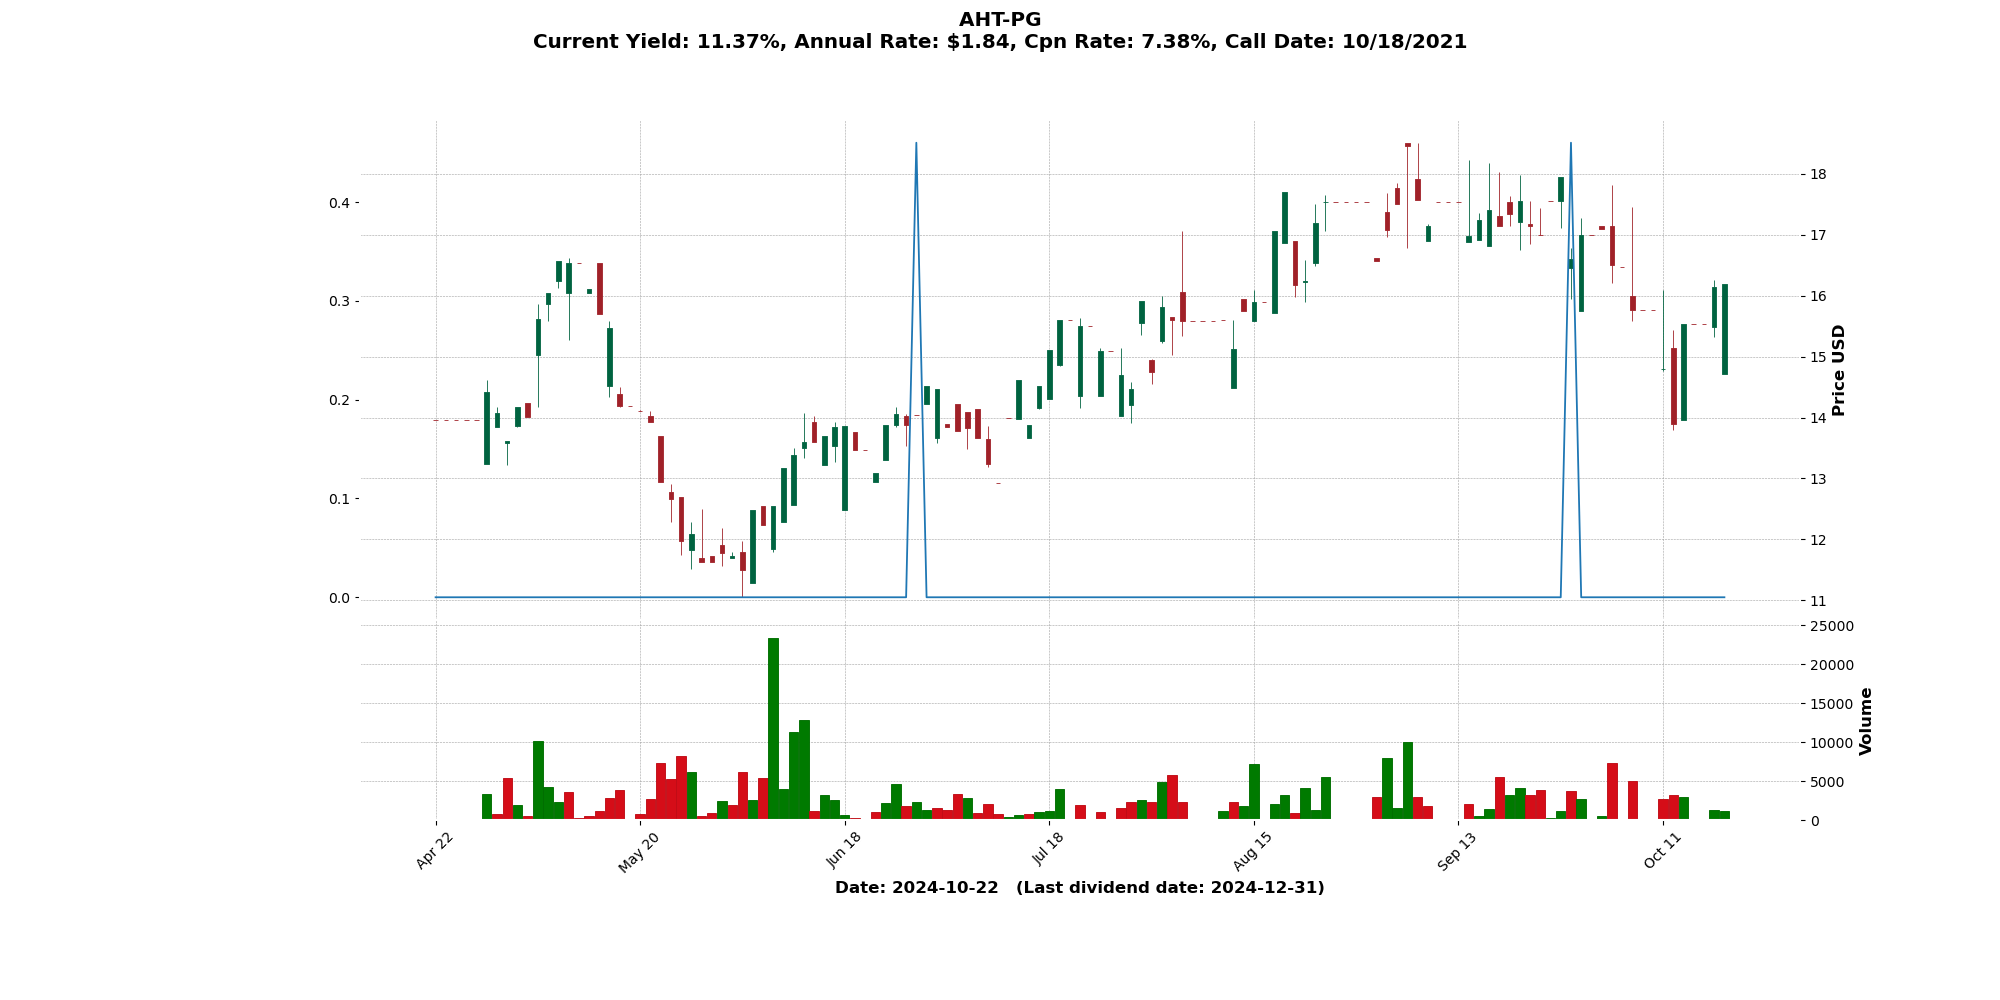 AHT-PG
Current Yield: 11.37%, Annual Rate: $1.84, Cpn Rate: 7.38%, Call Date: 10/18/2021
0.4
0.3
0.2
0.1
0.0
18
17
16
15
14
13
12
11
Price USD
25000
20000
15000
10000
5000
0
Volume
Apr 22
May 20
Jun 18
Jul 18
Aug 15
Sep 13
Oct 11
Date: 2024-10-22 (Last dividend date: 2024-12-31)